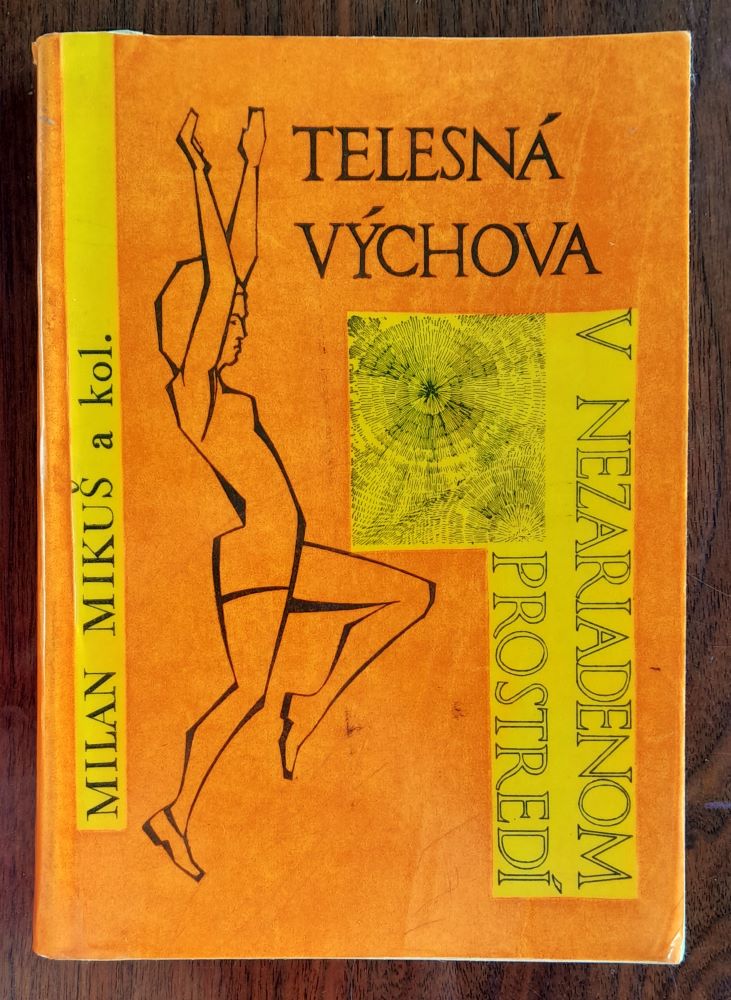 TELESNÁ
VÝCHOVA
V NEZARIADENOM
PROSTREDÍ
MILAN MIKUŠ a kol.